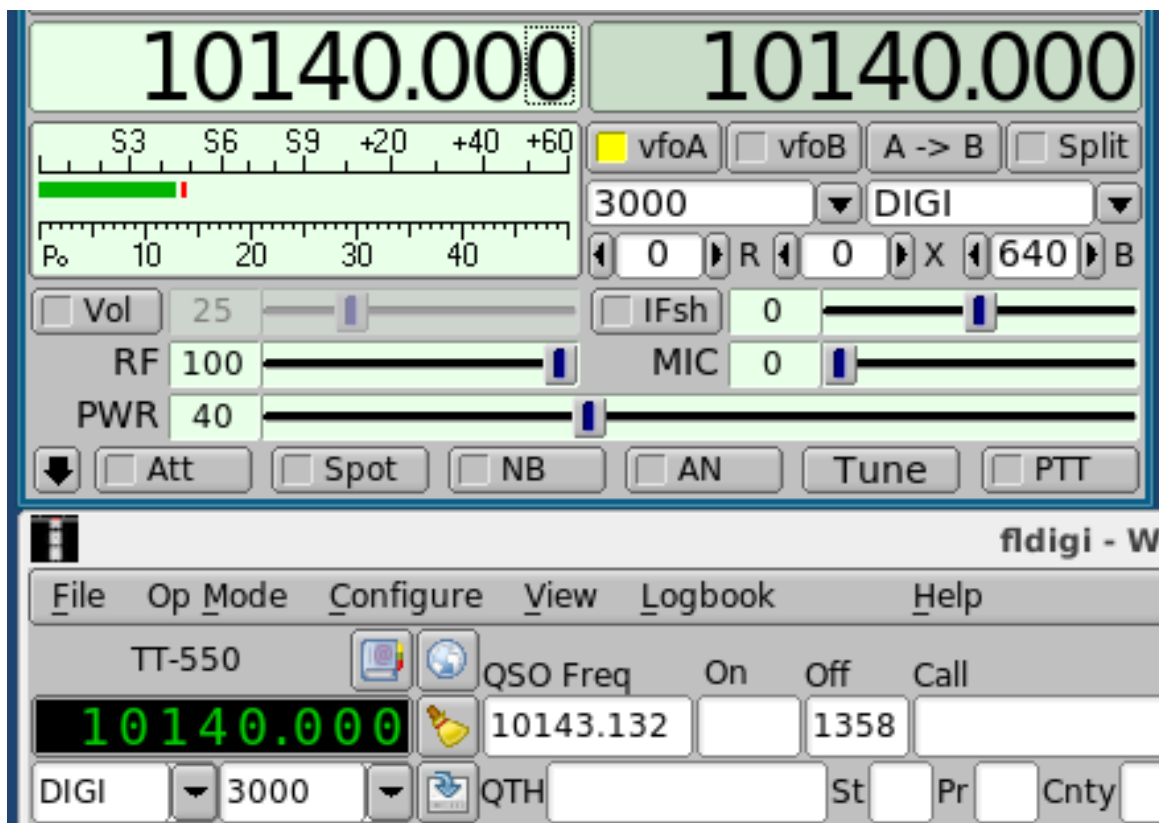 10140.000 10140.000
S3 S6 S9 +20 +40 +60
vfoA vfoB A -> B Split
3000 DIGI
Po 10 20 30 40
0 R 0 X 640 B
Vol 25 IFsh 0
RF 100 MIC 0
PWR 40
Att Spot NB AN Tune PTT
fldigi - W
File Op Mode Configure View Logbook Help
TT-550 QSO Freq On Off Call
10140.000 10143.132 1358
DIGI 3000 QTH St Pr Cnty